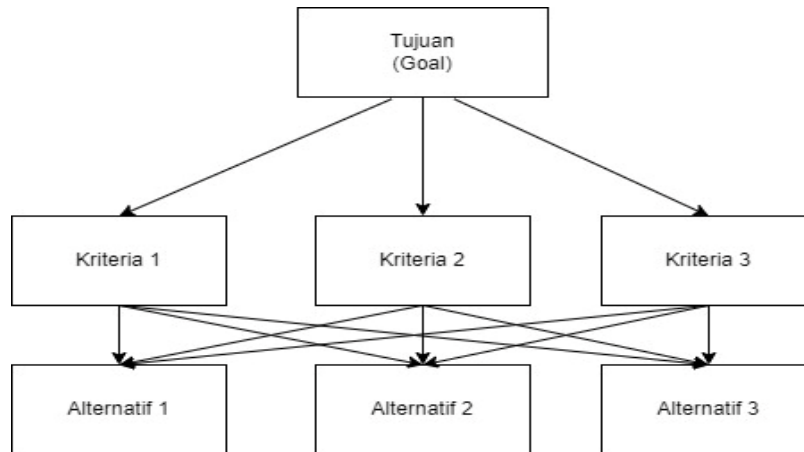 Tujuan
(Goal)
Kriteria 1
Kriteria 2
Kriteria 3
Alternatif 1
Alternatif 2
Alternatif 3